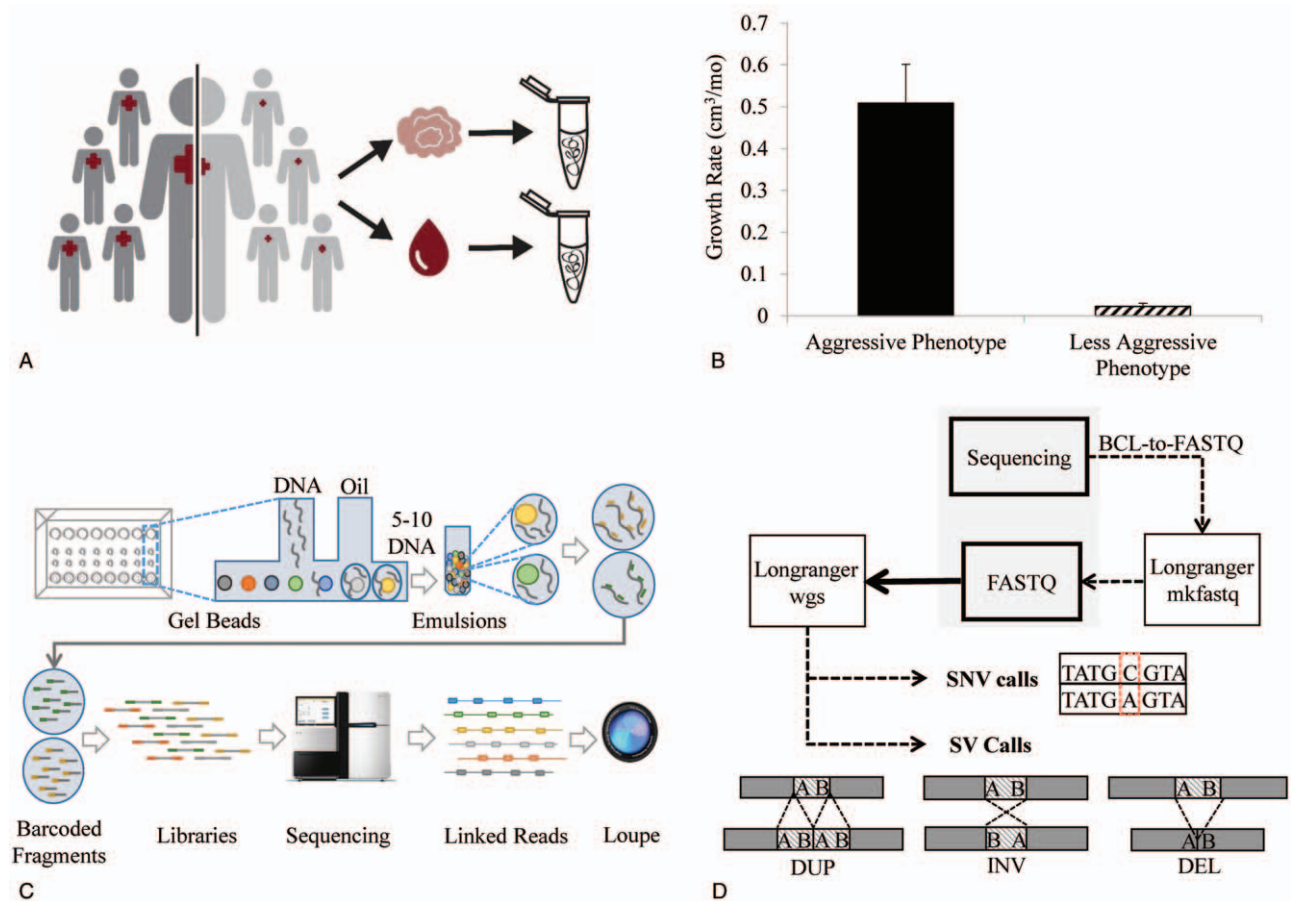 A
0.7
0.6
0.5
0.4
0.3
0.2
0.1
0
Growth Rate (cm³/mo)
Aggressive Phenotype
Less Aggressive
Phenotype
B
DNA
Oil
5-10
DNA
Gel Beads
Emulsions
Barcoded
Fragments
Libraries
Sequencing
Linked Reads
Loupe
C
Sequencing
BCL-to-FASTQ
Longranger
wgs
FASTQ
Longranger
mkfastq
SNV calls
TATG C GTA
TATG A GTA
SV Calls
A B
A B A B
DUP
A B
B A
INV
A B
A B
DEL
D